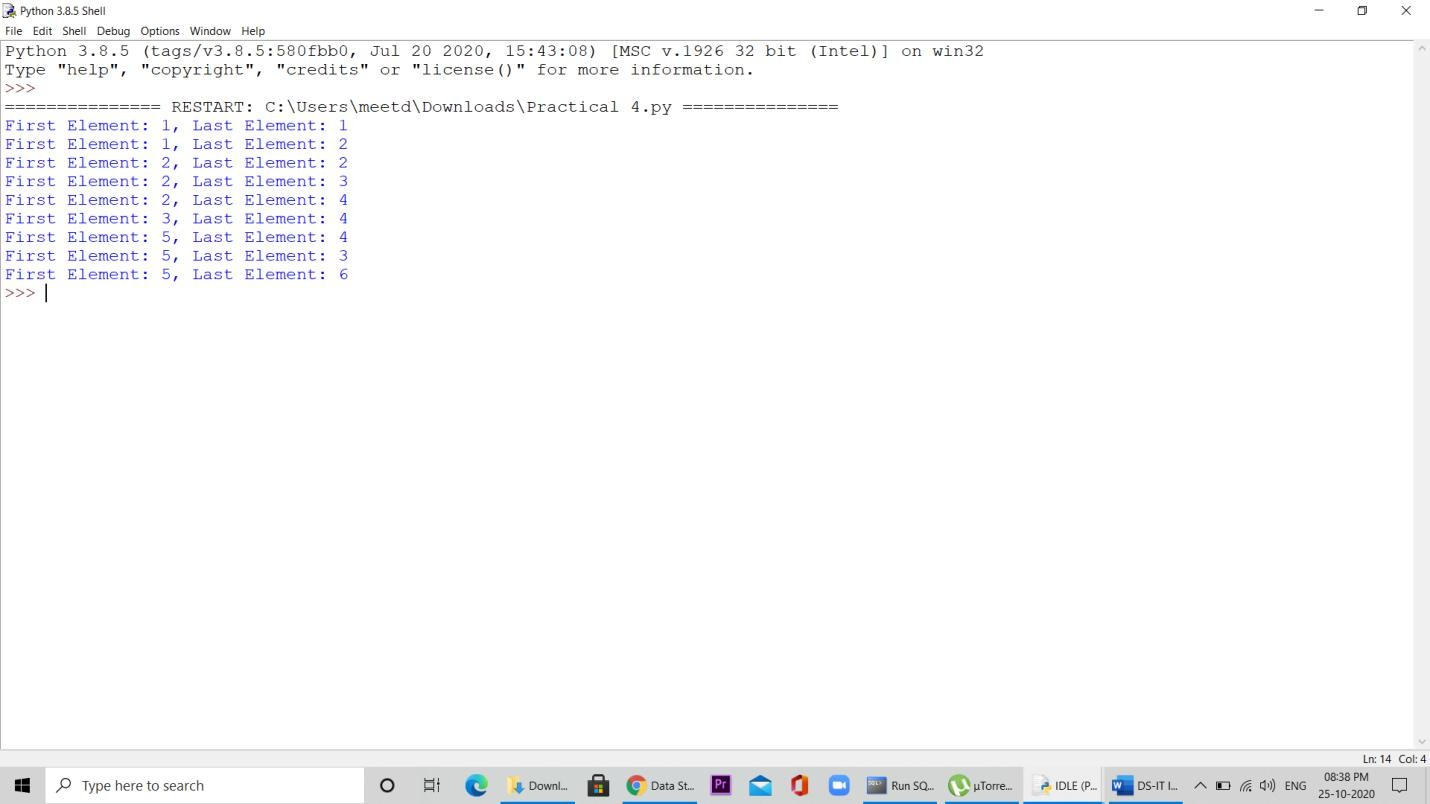 Python 3.8.5 Shell
File Edit Shell Debug Options Window Help
Python 3.8.5 (tags/v3.8.5:580fbb0, Jul 20 2020, 15:43:08) [MSC v.1926 32 bit (Intel)] on win32
Type "help", "copyright", "credits" or "license()" for more information.
>>>
=============== RESTART: C:\Users\meetd\Downloads\Practical 4.py ===============
First Element: 1, Last Element: 1
First Element: 1, Last Element: 2
First Element: 2, Last Element: 2
First Element: 2, Last Element: 3
First Element: 2, Last Element: 4
First Element: 3, Last Element: 4
First Element: 5, Last Element: 4
First Element: 5, Last Element: 3
First Element: 5, Last Element: 6
>>>
Ln: 14 Col: 4
Type here to search Downl... Data St... Pr Run SQ... µTorre... IDLE (P... DS-IT I... ENG 08:38 PM
25-10-2020